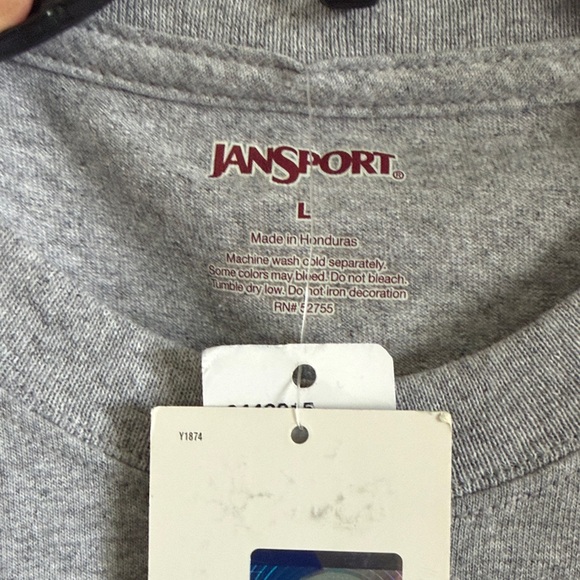 JANSPORT®
L
Made in Honduras
Machine wash cold separately.
Some colors may bleed. Do not bleach.
Tumble dry low. Do not iron decoration
RN# 52755
Y1874